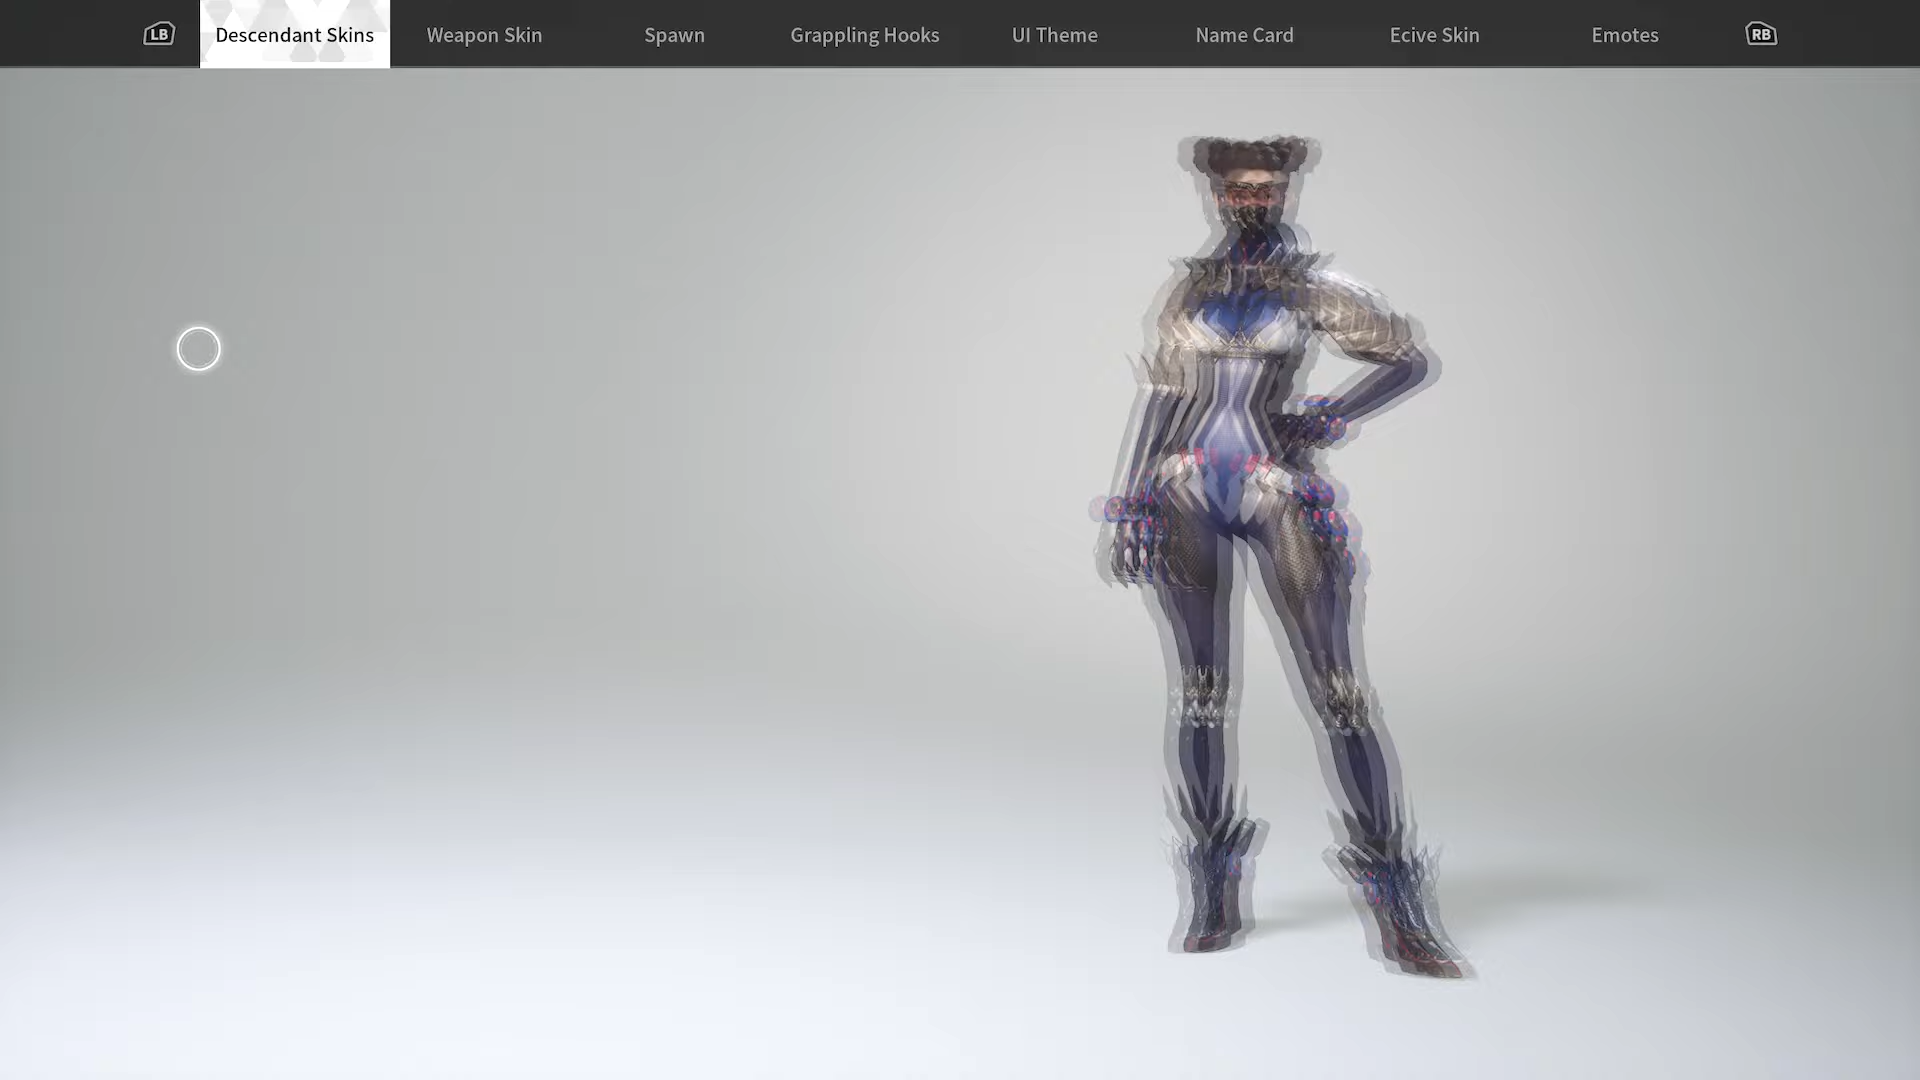 LB
Descendant Skins
Weapon Skin
Spawn
Grappling Hooks
UI Theme
Name Card
Ecive Skin
Emotes
RB